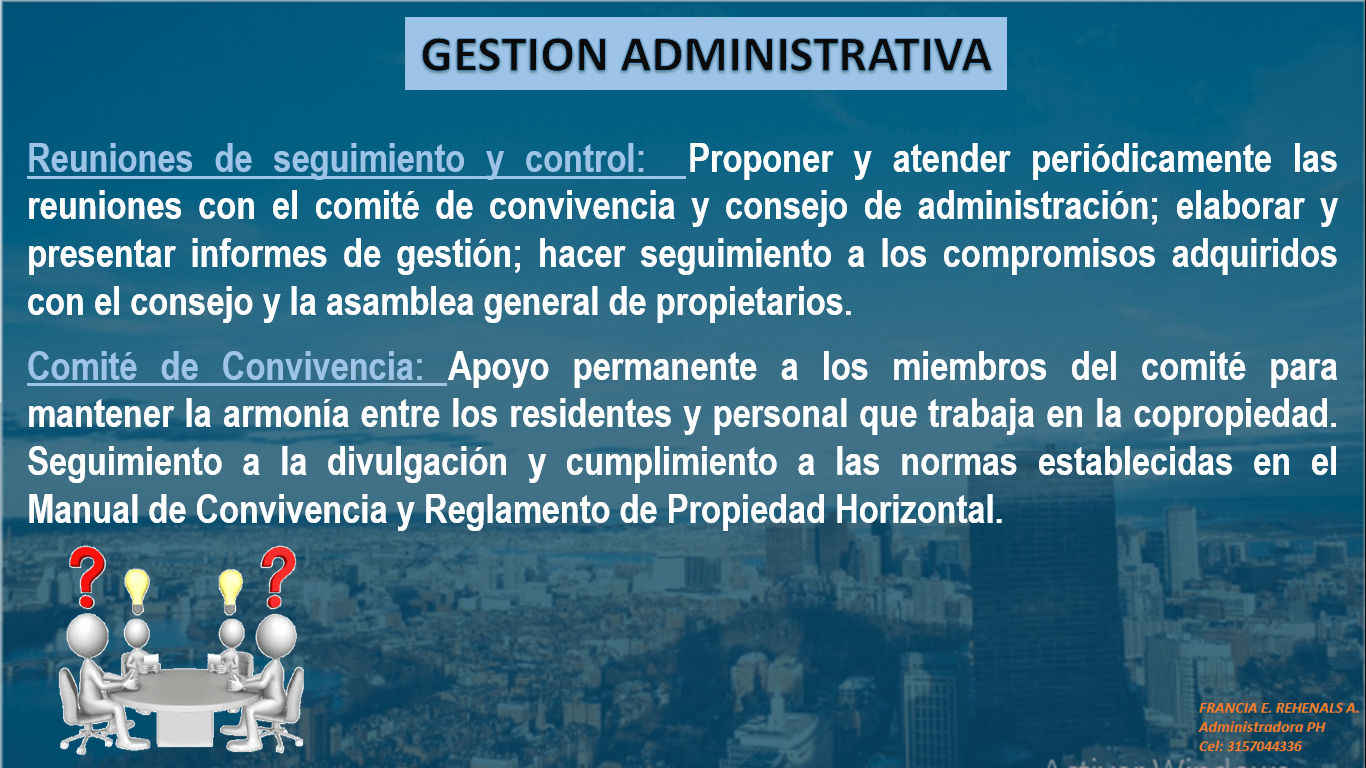 GESTION ADMINISTRATIVA
Reuniones de seguimiento y control: Proponer y atender periódicamente las
reuniones con el comité de convivencia y consejo de administración; elaborar y
presentar informes de gestión; hacer seguimiento a los compromisos adquiridos
con el consejo y la asamblea general de propietarios.
Comité de Convivencia: Apoyo permanente a los miembros del comité para
mantener la armonía entre los residentes y personal que trabaja en la copropiedad.
Seguimiento a la divulgación y cumplimiento a las normas establecidas en el
Manual de Convivencia y Reglamento de Propiedad Horizontal.
? ?
FRANCIA E. REHENALS A.
Administradora PH
Cel: 3157044336
Activar Windows